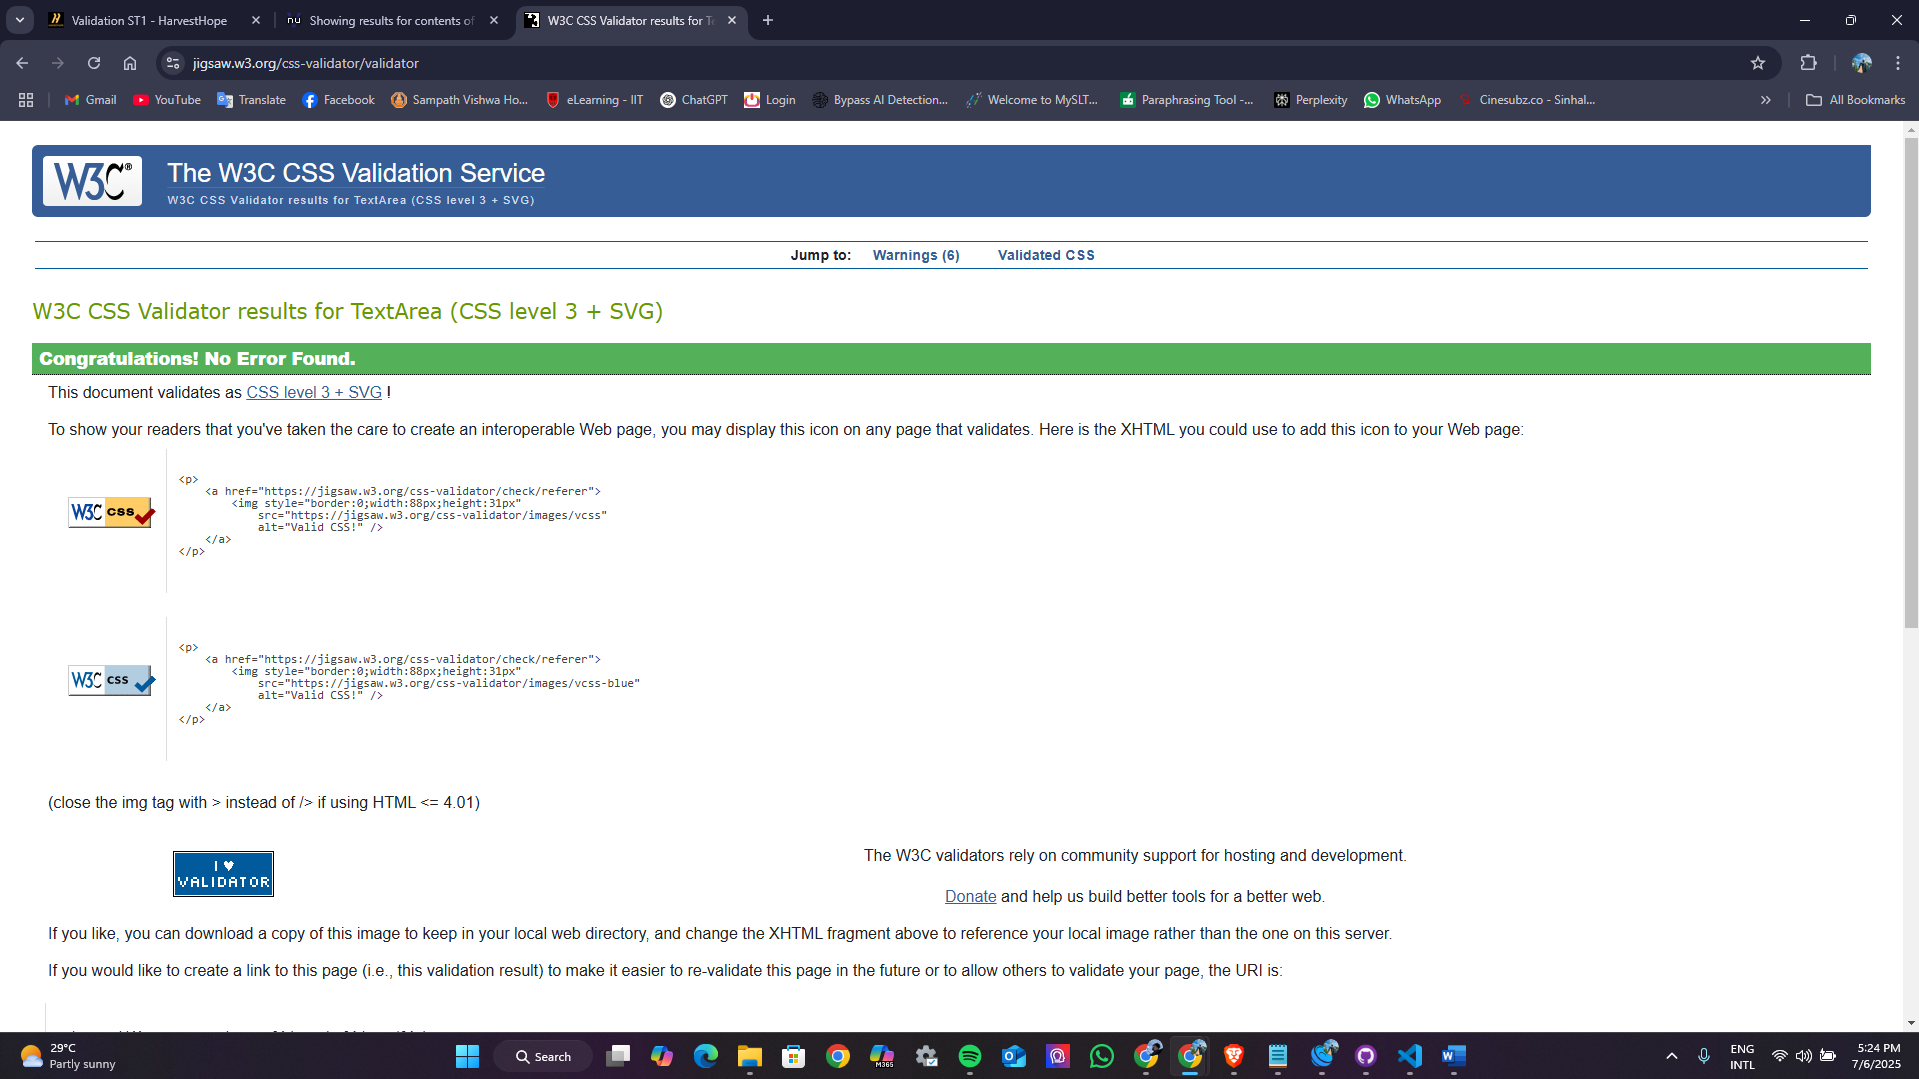 Validation ST1 - HarvestHope
Showing results for contents of
W3C CSS Validator results for Te
jigsaw.w3.org/css-validator/validator
Gmail
YouTube
Translate
Facebook
Sampath Vishwa Ho...
eLearning - IIT
ChatGPT
Login
Bypass AI Detection...
Welcome to MySLT...
Paraphrasing Tool -...
Perplexity
WhatsApp
Cinesubz.co - Sinhal...
All Bookmarks
W3C®
The W3C CSS Validation Service
W3C CSS Validator results for TextArea (CSS level 3 + SVG)
Jump to: Warnings (6) Validated CSS
W3C CSS Validator results for TextArea (CSS level 3 + SVG)
Congratulations! No Error Found.
This document validates as CSS level 3 + SVG !
To show your readers that you've taken the care to create an interoperable Web page, you may display this icon on any page that validates. Here is the XHTML you could use to add this icon to your Web page:
W3C css
<p>
<a href="https://jigsaw.w3.org/css-validator/check/referer">
<img style="border:0;width:88px;height:31px"
src="https://jigsaw.w3.org/css-validator/images/vcss"
alt="Valid CSS!" />
</a>
</p>
W3C css
<p>
<a href="https://jigsaw.w3.org/css-validator/check/referer">
<img style="border:0;width:88px;height:31px"
src="https://jigsaw.w3.org/css-validator/images/vcss-blue"
alt="Valid CSS!" />
</a>
</p>
(close the img tag with > instead of /> if using HTML <= 4.01)
I ♥
VALIDATOR
The W3C validators rely on community support for hosting and development.
Donate and help us build better tools for a better web.
If you like, you can download a copy of this image to keep in your local web directory, and change the XHTML fragment above to reference your local image rather than the one on this server.
If you would like to create a link to this page (i.e., this validation result) to make it easier to re-validate this page in the future or to allow others to validate your page, the URI is:
29°C
Partly sunny
Search
M365
ENG
INTL
5:24 PM
7/6/2025